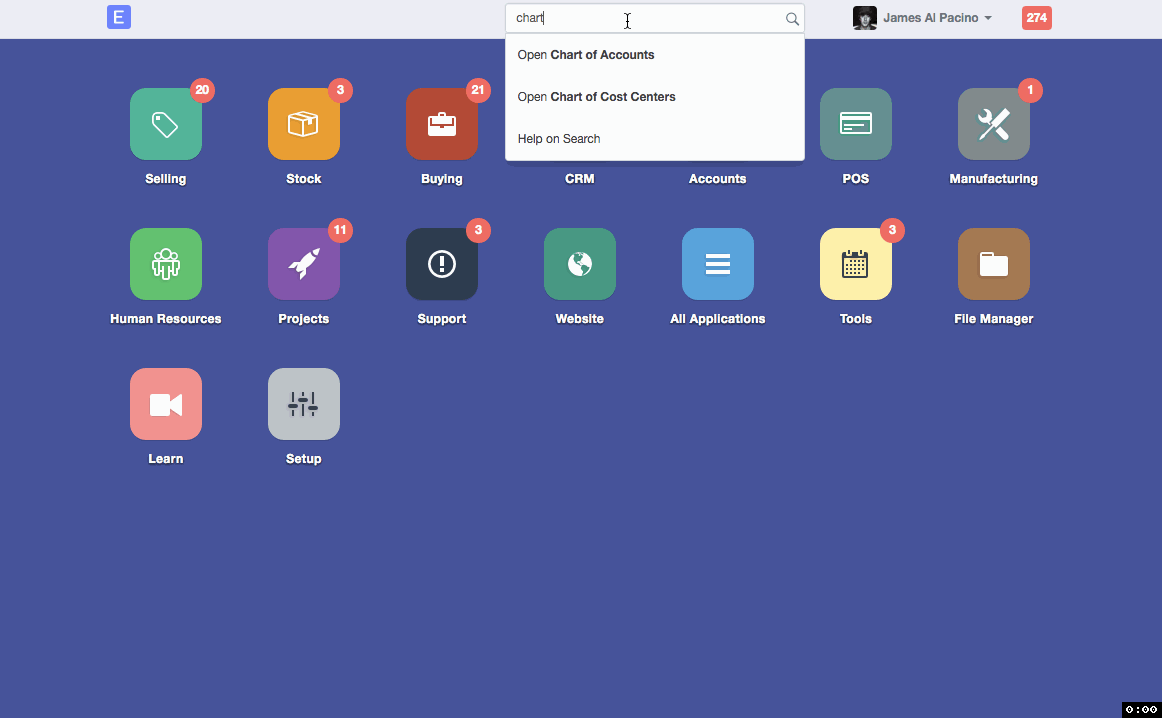 E
chart
James Al Pacino
274
Open Chart of Accounts
Open Chart of Cost Centers
Help on Search
20
3
21
1
Selling
Stock
Buying
CRM
Accounts
POS
Manufacturing
11
3
3
Human Resources
Projects
Support
Website
All Applications
Tools
File Manager
Learn
Setup
0:00